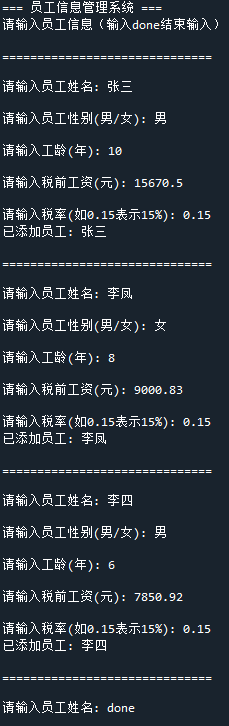 === 员工信息管理系统 ===
请输入员工信息（输入done结束输入）
==============================
请输入员工姓名: 张三
请输入员工性别(男/女): 男
请输入工龄(年): 10
请输入税前工资(元): 15670.5
请输入税率(如0.15表示15%): 0.15
已添加员工: 张三
==============================
请输入员工姓名: 李凤
请输入员工性别(男/女): 女
请输入工龄(年): 8
请输入税前工资(元): 9000.83
请输入税率(如0.15表示15%): 0.15
已添加员工: 李凤
==============================
请输入员工姓名: 李四
请输入员工性别(男/女): 男
请输入工龄(年): 6
请输入税前工资(元): 7850.92
请输入税率(如0.15表示15%): 0.15
已添加员工: 李四
==============================
请输入员工姓名: done